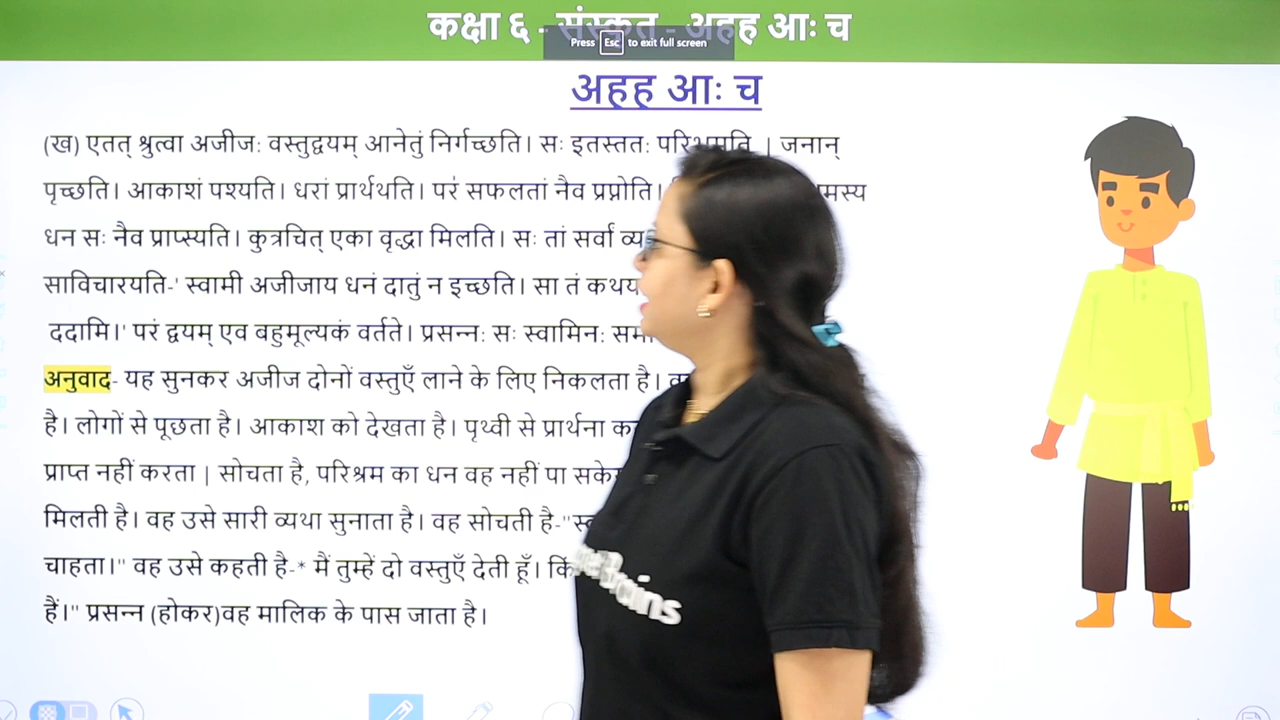 कक्षा ६ - संस्कृत - अहह आः च
Press Esc to exit full screen
अहह आः च
(ख) एतत् श्रुत्वा अजीज: वस्तुद्वयम् आनेतुं निर्गच्छति। सः इतस्तत: परिभ्रमति । जनान्
पृच्छति। आकाशं पश्यति। धरां प्रार्थयति। परं सफलतां नैव प्रप्नोति।
धन सः नैव प्राप्स्यति। कुत्रचित् एका वृद्धा मिलति। सः तां सर्वां
साविचारयति-' स्वामी अजीजाय धनं दातुं न इच्छति। सा तं
ददामि।' परं द्वयम् एव बहुमूल्यकं वर्तते। प्रसन्न: सः स्वामिन:
अनुवाद- यह सुनकर अजीज दोनों वस्तुएँ लाने के लिए निकलता है।
है। लोगों से पूछता है। आकाश को देखता है। पृथ्वी से प्रार्थना
प्राप्त नहीं करता | सोचता है, परिश्रम का धन वह नहीं पा
मिलती है। वह उसे सारी व्यथा सुनाता है। वह सोचती है-"
चाहता।" वह उसे कहती है-* मैं तुम्हें दो वस्तुएँ देती हूँ।
हैं।" प्रसन्न (होकर)वह मालिक के पास जाता है।